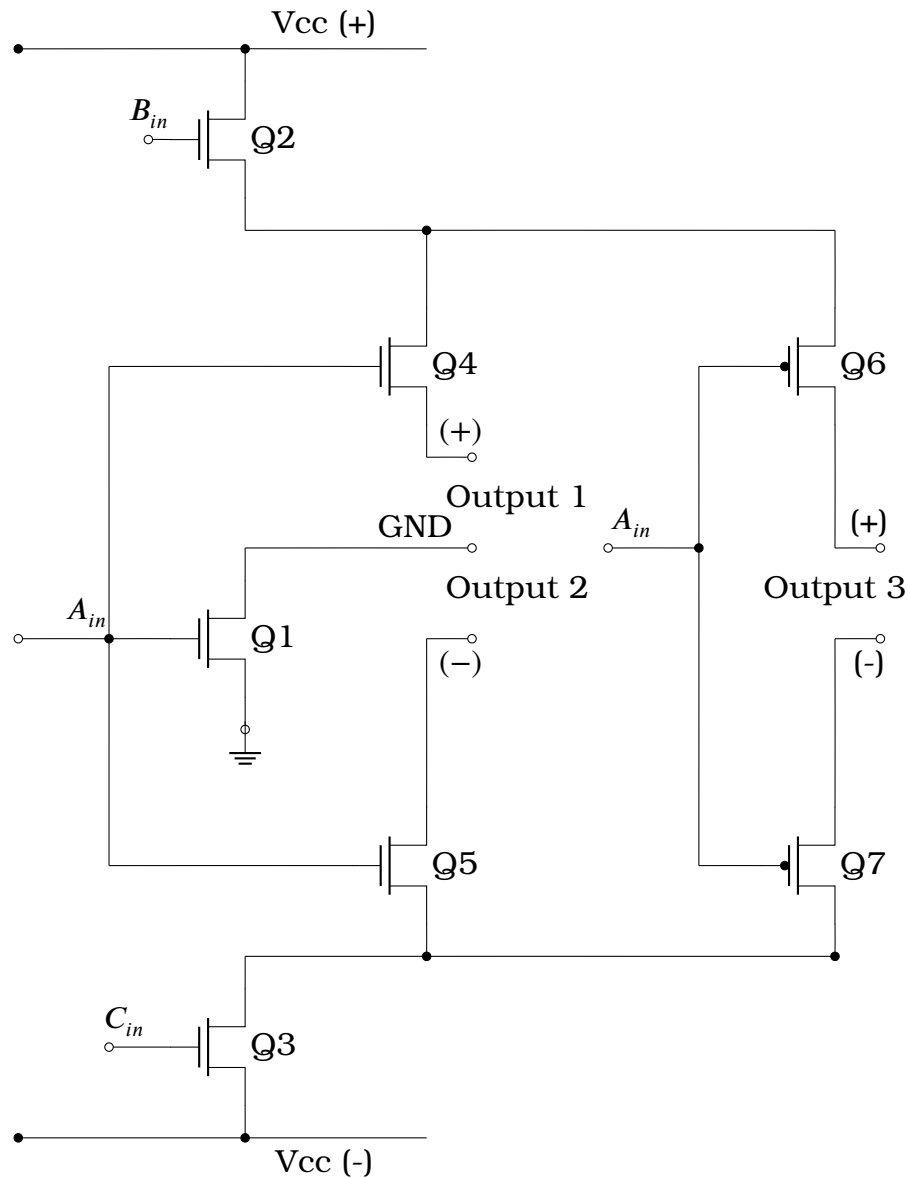 Vcc (+)
B_in
Q2
Q4
Q6
(+)
Output 1
GND
A_in
(+)
Output 2
Output 3
A_in
Q1
(−)
(-)
Q5
Q7
C_in
Q3
Vcc (-)